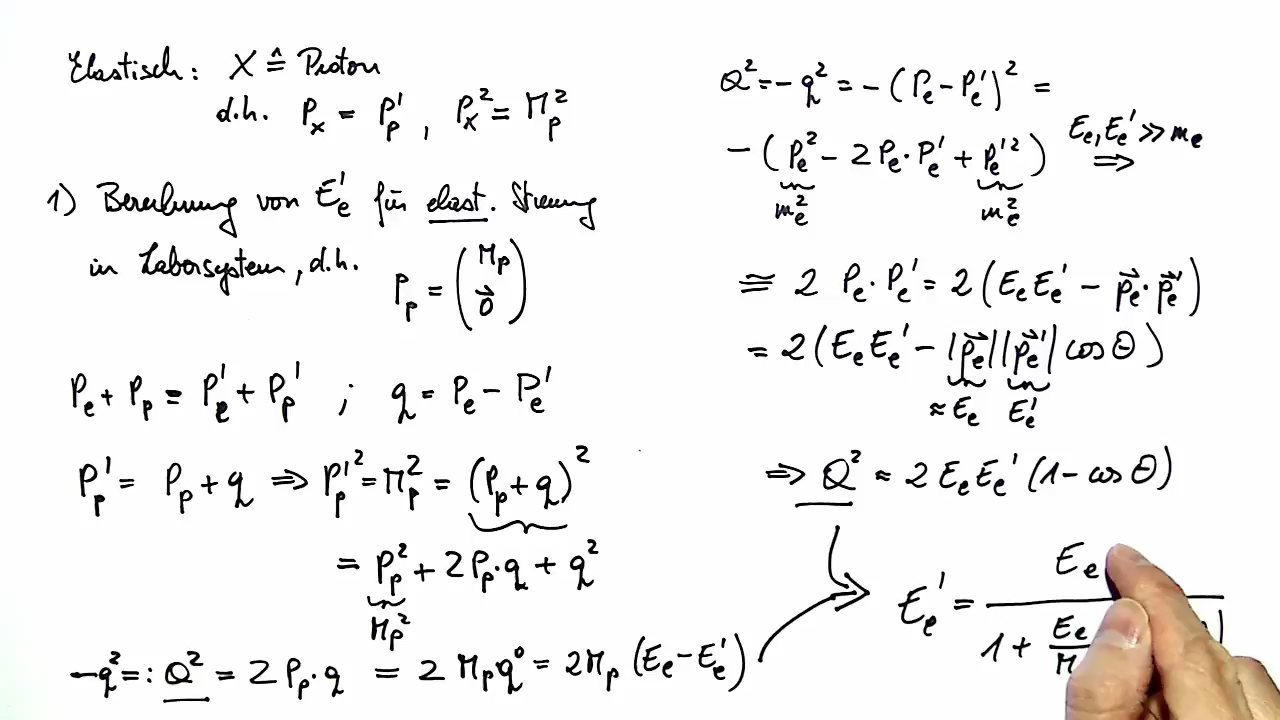 Elastisch: X ≙ Proton
d.h. P_x = P_p', P_x² = M_p²
1) Berechnung von E_e' für elast. Streuung
in Laborsystem, d.h. P_p = (M_p 0⃗)
P_e + P_p = P_e' + P_p' ; q = P_e - P_e'
P_p' = P_p + q ⇒ P_p'² = M_p² = (P_p + q)²
= P_p² + 2P_p·q + q²
M_p²
-q² =: Q² = 2P_p·q = 2M_p q⁰ = 2M_p (E_e - E_e')
Q² = -q² = -(P_e - P_e')² =
-(P_e² - 2P_e·P_e' + P_e'²) E_e, E_e' ≫ m_e ⇒
m_e² m_e²
≅ 2 P_e·P_e' = 2(E_e E_e' - p⃗_e·p⃗_e')
= 2(E_e E_e' - |p⃗_e||p⃗_e'| cos θ)
≈ E_e E_e'
⇒ Q² ≈ 2 E_e E_e' (1 - cos θ)
E_e' = E_e
1 + E_e
M )